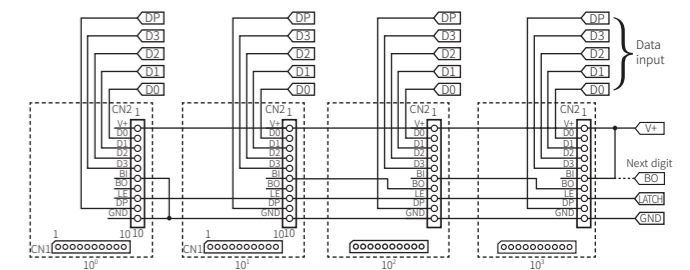 DP DP DP DP
D3 D3 D3 D3
D2 D2 D2 D2
D1 D1 D1 D1
D0 D0 D0 D0
Data
input
CN2 1 CN2 1 CN2 1 CN2 1
V+ V+ V+ V+ V+
D0 D0 D0 D0
D1 D1 D1 D1
D2 D2 D2 D2
D3 D3 D3 D3
Next digit
BI BI BI BI BO
BO BO BO BO
LE LE LE LE LATCH
DP DP DP DP
GND GND GND GND GND
1 10 10 1 10 10
CN1 CN1
10⁰ 10¹ 10² 10³